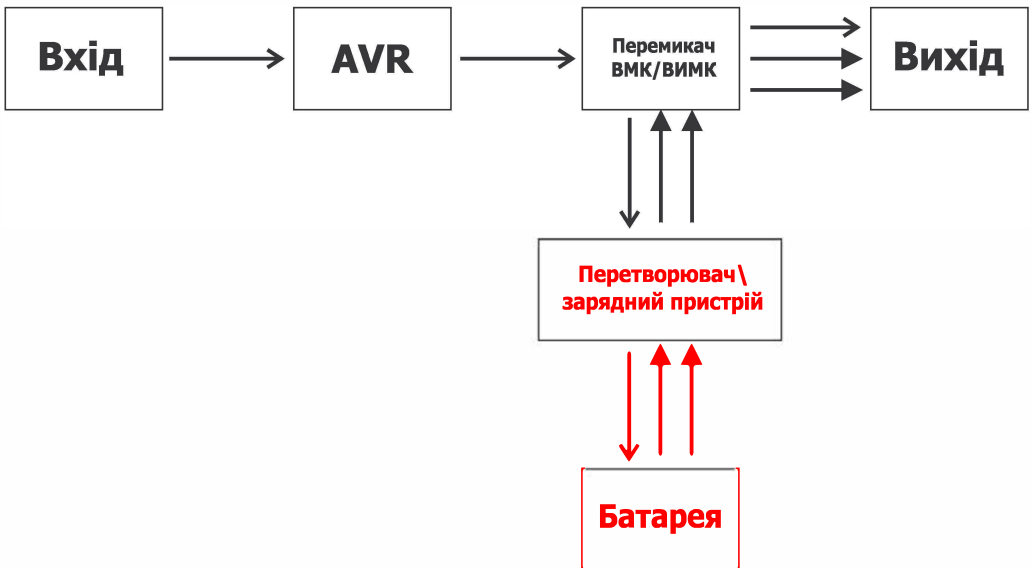 Вхід
AVR
Перемикач
ВМК/ВИМК
Вихід
Перетворювач\
зарядний пристрій
Батарея